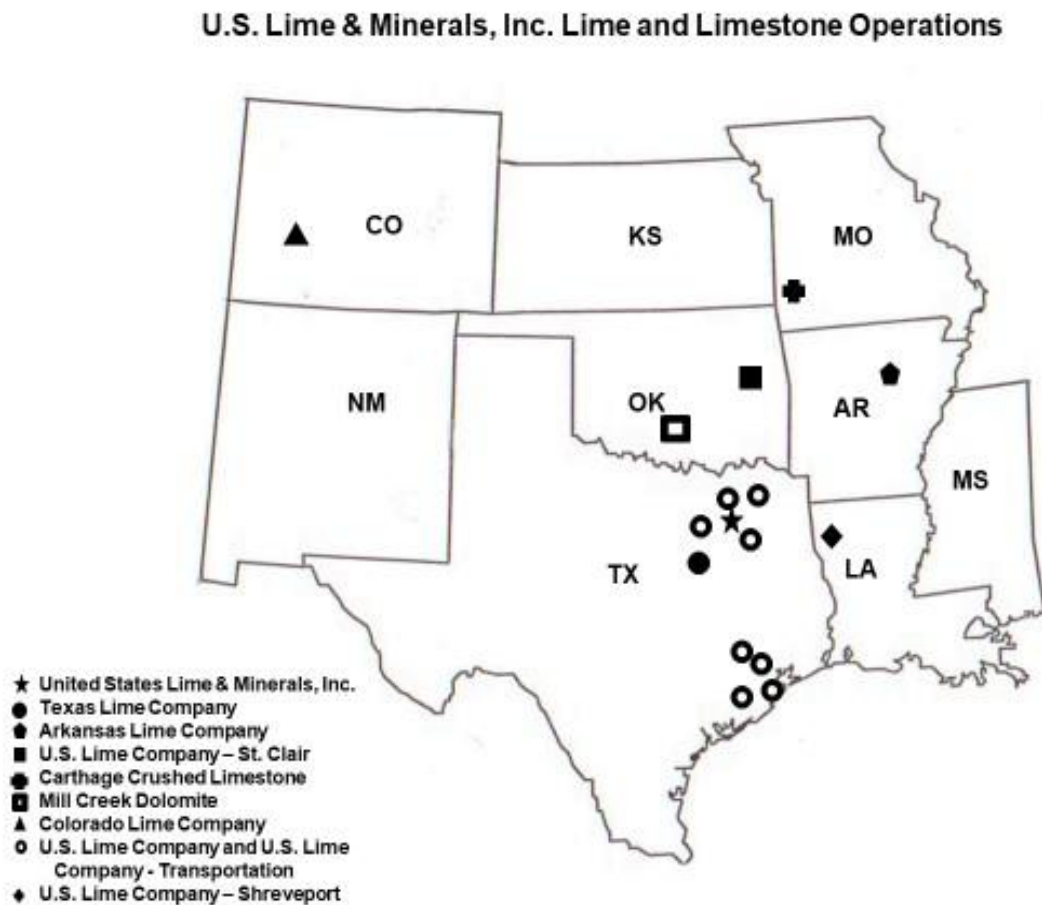 U.S. Lime & Minerals, Inc. Lime and Limestone Operations
CO
KS
MO
NM
OK
AR
MS
TX
LA
United States Lime & Minerals, Inc.
Texas Lime Company
Arkansas Lime Company
U.S. Lime Company – St. Clair
Carthage Crushed Limestone
Mill Creek Dolomite
Colorado Lime Company
U.S. Lime Company and U.S. Lime
Company - Transportation
U.S. Lime Company – Shreveport